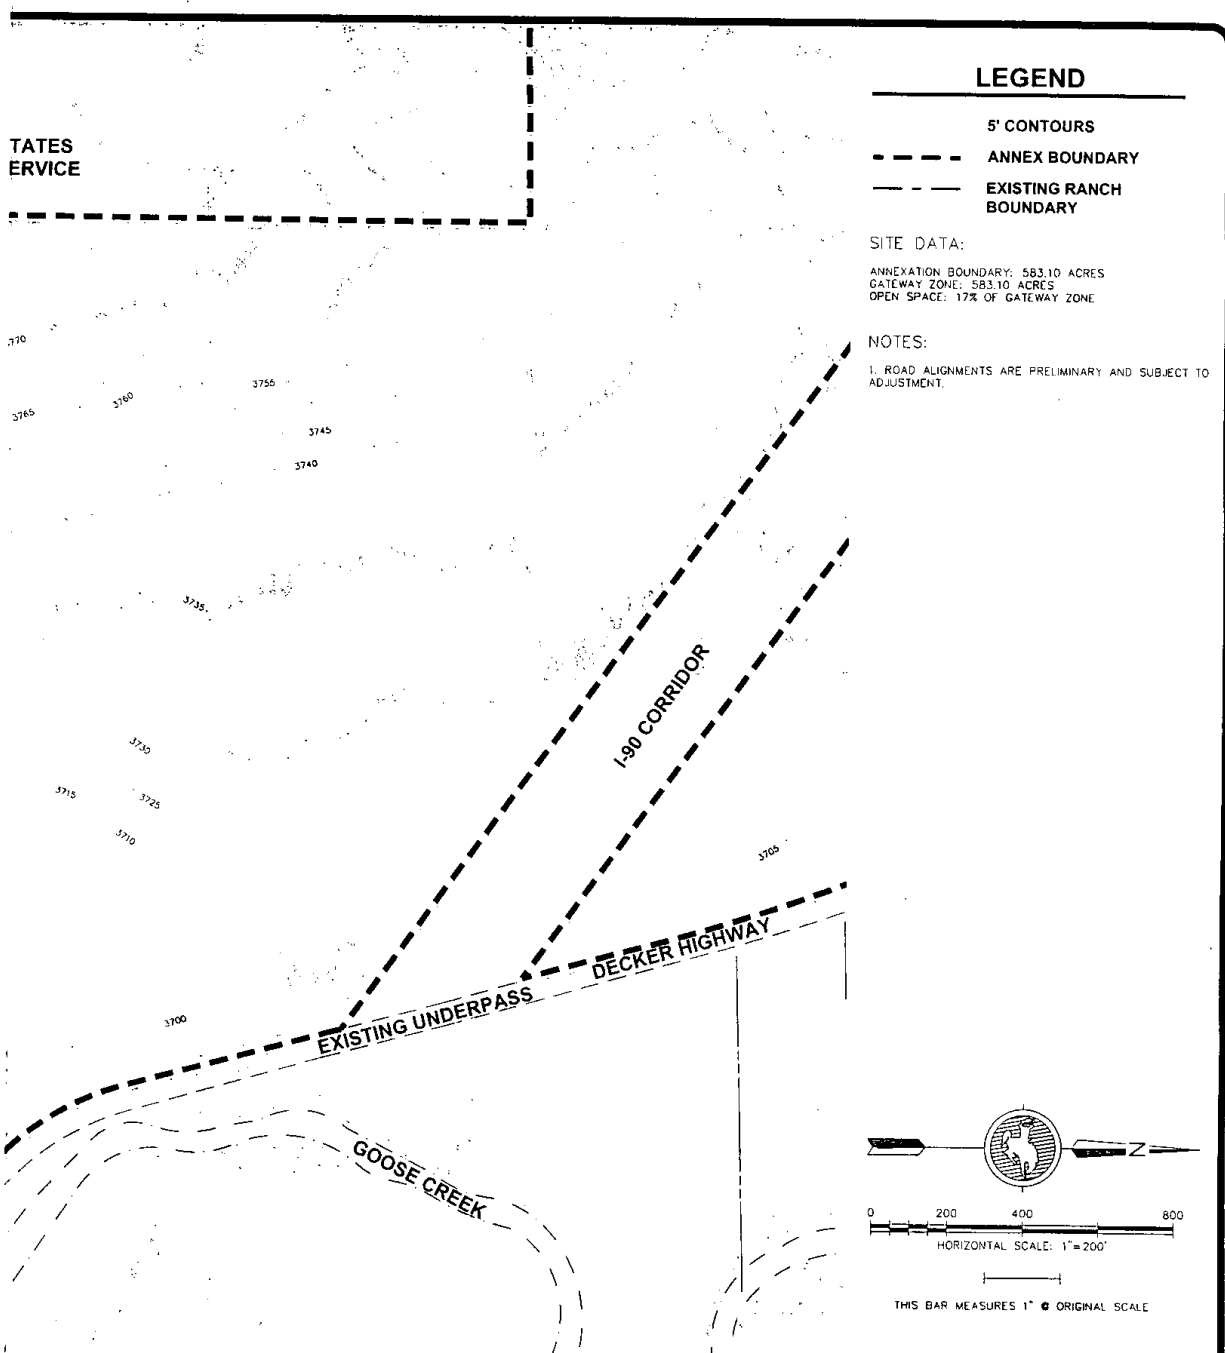 LEGEND
5' CONTOURS
ANNEX BOUNDARY
EXISTING RANCH
BOUNDARY
SITE DATA:
ANNEXATION BOUNDARY: 583.10 ACRES
GATEWAY ZONE: 583.10 ACRES
OPEN SPACE: 17% OF GATEWAY ZONE
NOTES:
1. ROAD ALIGNMENTS ARE PRELIMINARY AND SUBJECT TO
ADJUSTMENT.
TATES
ERVICE
3770
3765
3760
3755
3745
3740
3735
3730
3715
3725
3710
3705
3700
I-90 CORRIDOR
DECKER HIGHWAY
EXISTING UNDERPASS
GOOSE CREEK
N
0 200 400 800
HORIZONTAL SCALE: 1"=200'
THIS BAR MEASURES 1" @ ORIGINAL SCALE